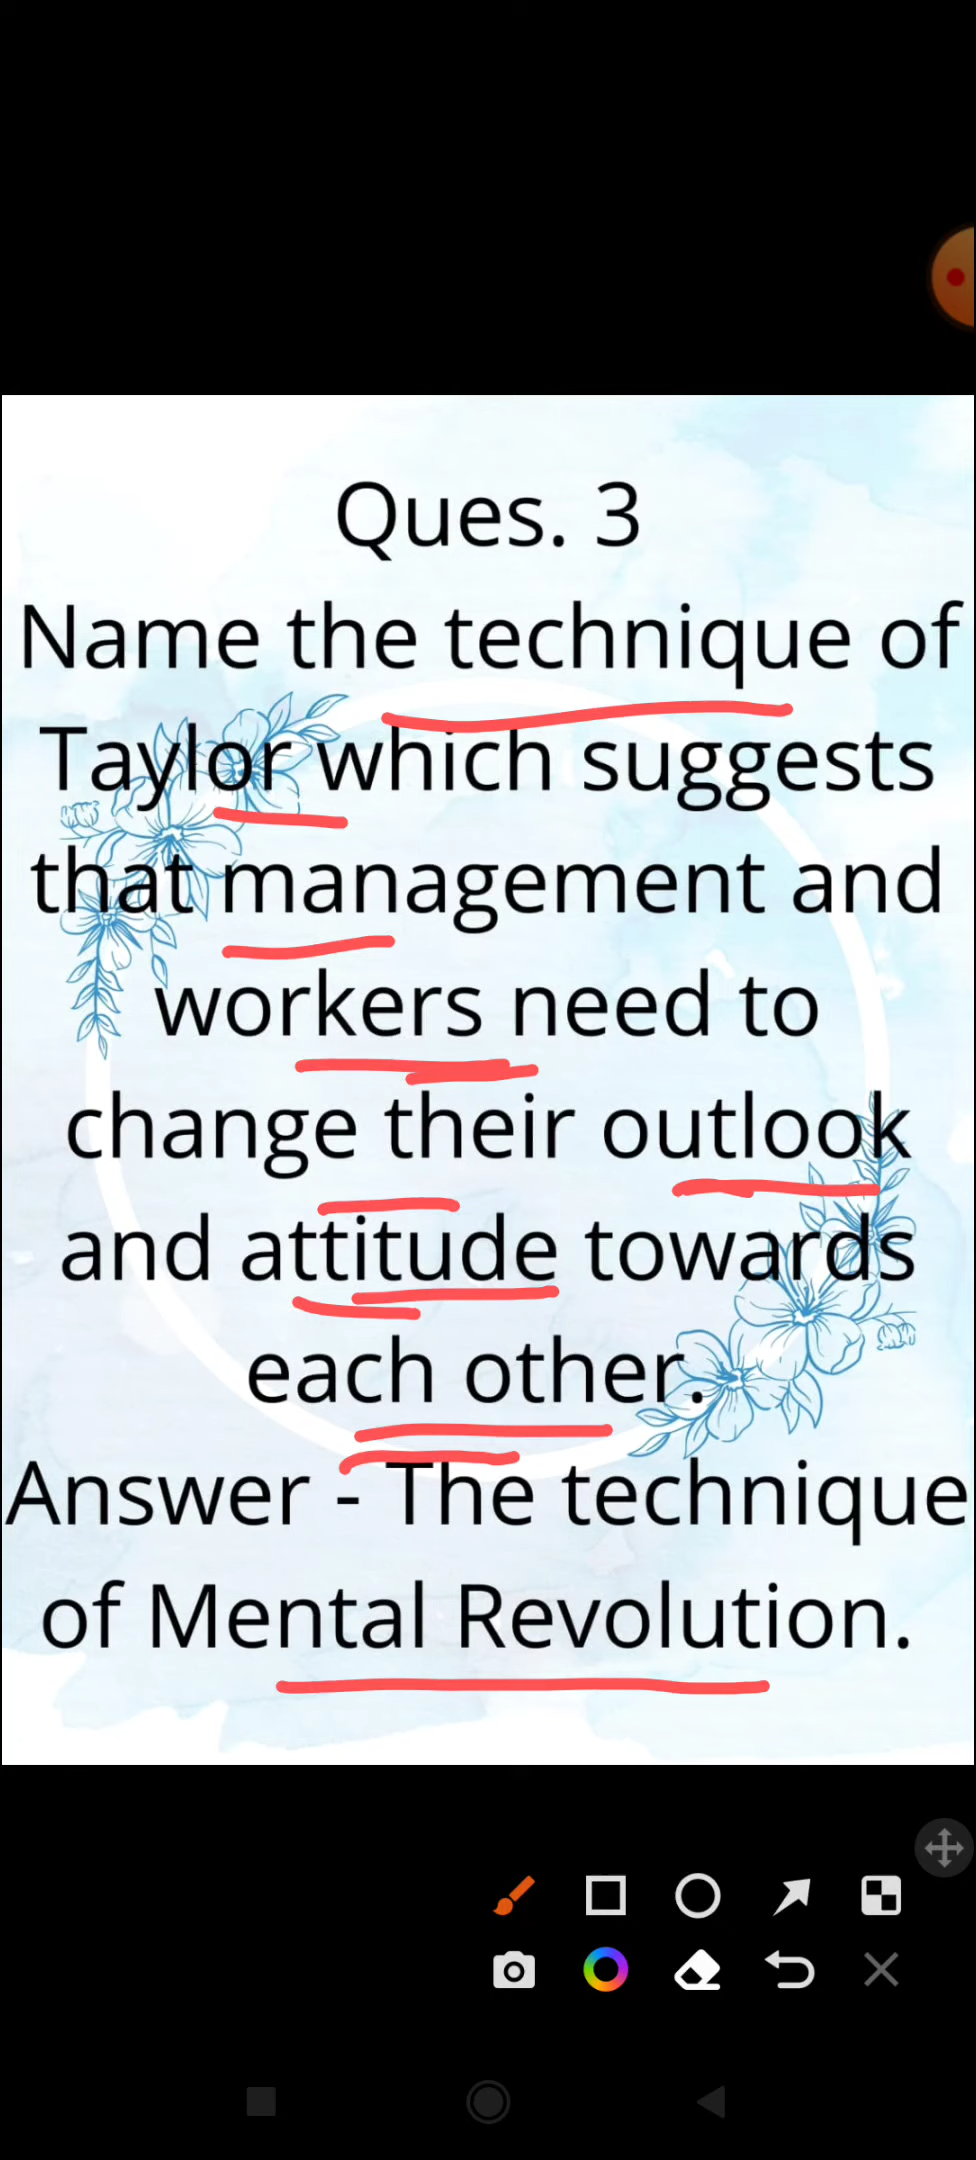 Ques. 3
Name the technique of
Taylor which suggests
that management and
workers need to
change their outlook
and attitude towards
each other.
Answer - The technique
of Mental Revolution.